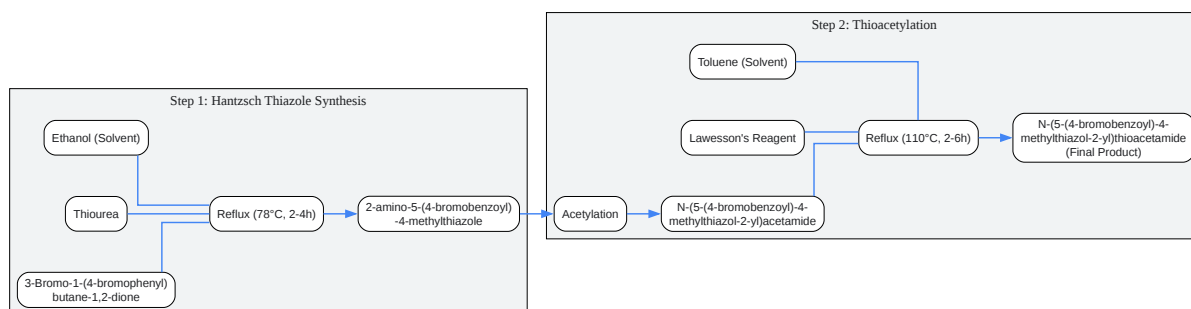 Step 1: Hantzsch Thiazole Synthesis
Ethanol (Solvent)
Thiourea
3-Bromo-1-(4-bromophenyl)
butane-1,2-dione
Reflux (78°C, 2-4h)
2-amino-5-(4-bromobenzoyl)
-4-methylthiazole
Step 2: Thioacetylation
Toluene (Solvent)
Lawesson's Reagent
Acetylation
N-(5-(4-bromobenzoyl)-4-
methylthiazol-2-yl)acetamide
Reflux (110°C, 2-6h)
N-(5-(4-bromobenzoyl)-4-
methylthiazol-2-yl)thioacetamide
(Final Product)